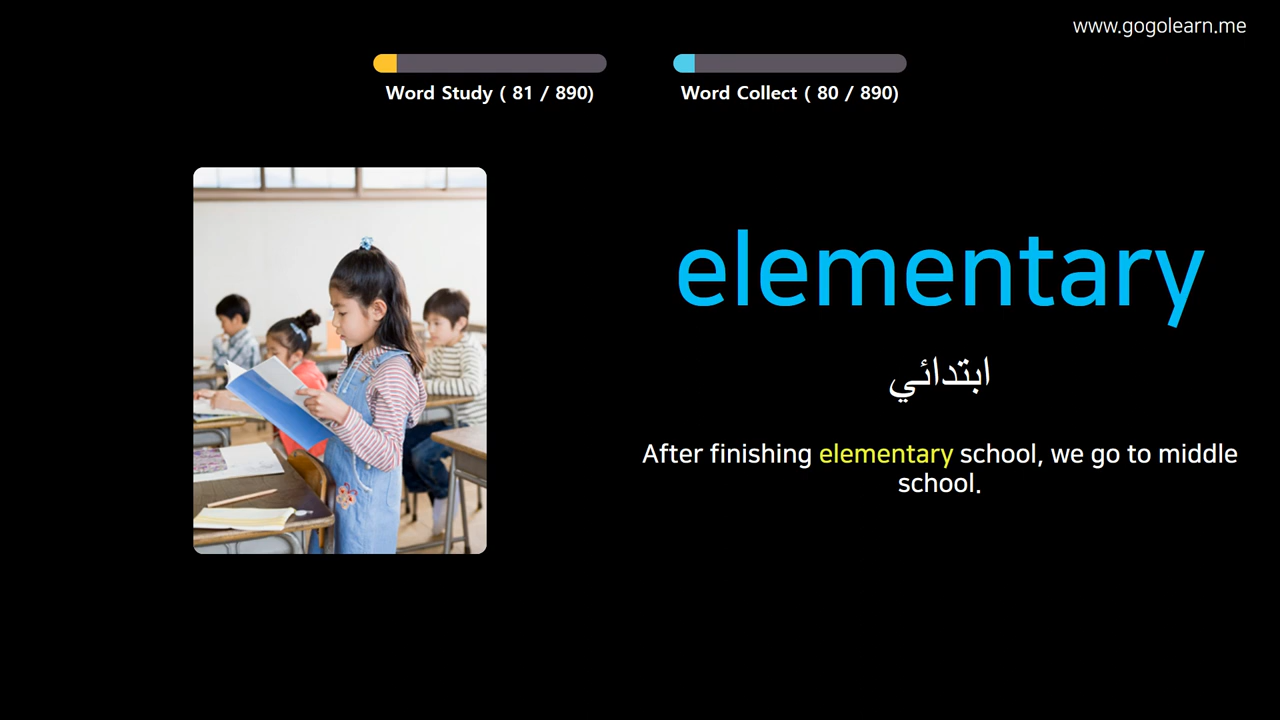 www.gogolearn.me
Word Study ( 81 / 890)
Word Collect ( 80 / 890)
elementary
ابتدائي
After finishing elementary school, we go to middle
school.